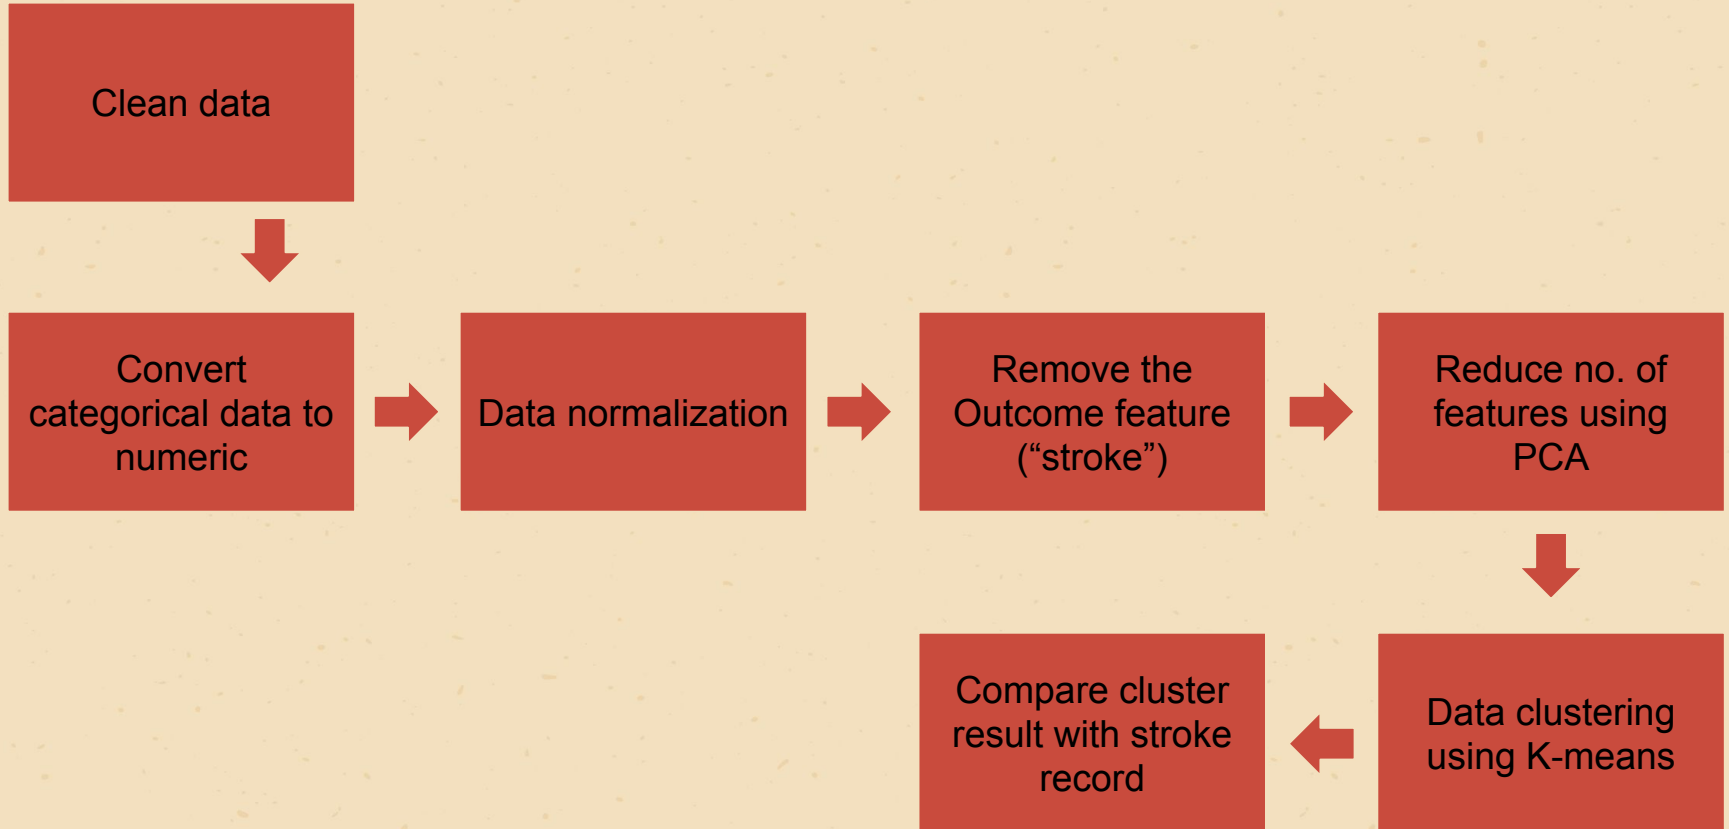 Clean data
Convert
categorical data to
numeric
Data normalization
Remove the
Outcome feature
(“stroke”)
Reduce no. of
features using
PCA
Data clustering
using K-means
Compare cluster
result with stroke
record